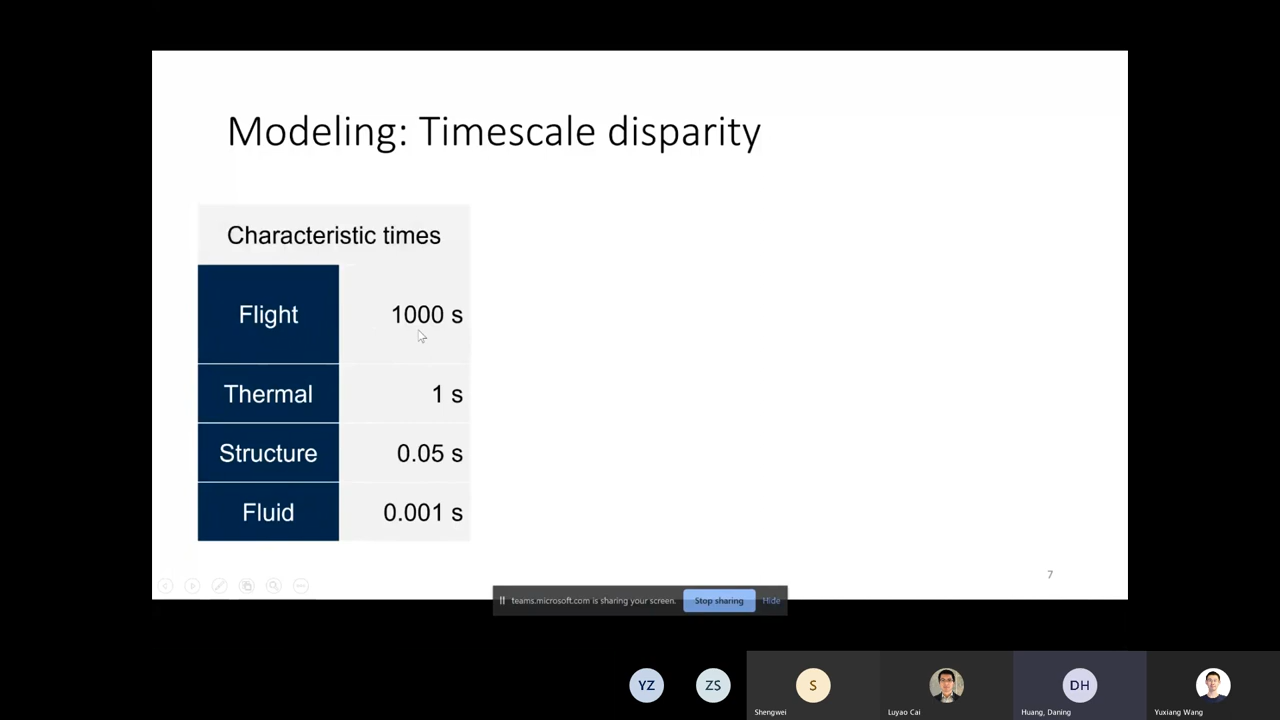 Modeling: Timescale disparity
Characteristic times
Flight 1000 s
Thermal 1 s
Structure 0.05 s
Fluid 0.001 s
7
teams.microsoft.com is sharing your screen. Stop sharing Hide
YZ ZS S DH
Shengwei Luyao Cai Huang, Daning Yuxiang Wang